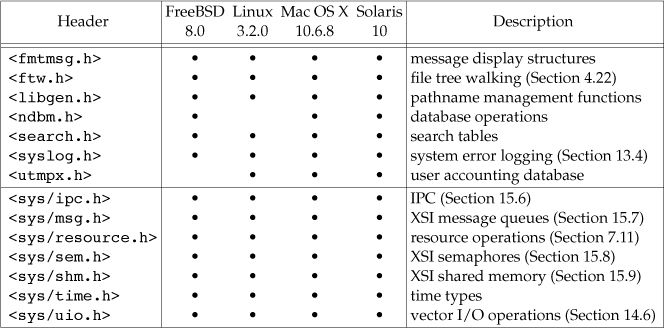 Header FreeBSD 8.0 Linux 3.2.0 Mac OS X 10.6.8 Solaris 10 Description
<fmtmsg.h> • • • • message display structures
<ftw.h> • • • • file tree walking (Section 4.22)
<libgen.h> • • • • pathname management functions
<ndbm.h> • • • database operations
<search.h> • • • • search tables
<syslog.h> • • • • system error logging (Section 13.4)
<utmpx.h> • • • user accounting database
<sys/ipc.h> • • • • IPC (Section 15.6)
<sys/msg.h> • • • • XSI message queues (Section 15.7)
<sys/resource.h> • • • • resource operations (Section 7.11)
<sys/sem.h> • • • • XSI semaphores (Section 15.8)
<sys/shm.h> • • • • XSI shared memory (Section 15.9)
<sys/time.h> • • • • time types
<sys/uio.h> • • • • vector I/O operations (Section 14.6)